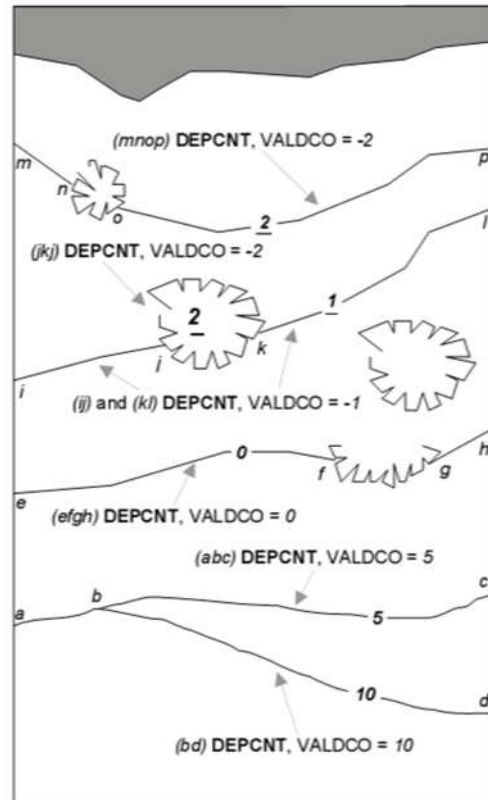 (mnop) DEPCNT, VALDCO = -2
m
p
n
o
2
l
(jkj) DEPCNT, VALDCO = -2
2
1
j
k
i
(ij) and (kl) DEPCNT, VALDCO = -1
h
0
f
g
e
(efgh) DEPCNT, VALDCO = 0
(abc) DEPCNT, VALDCO = 5
c
b
a
5
10
d
(bd) DEPCNT, VALDCO = 10